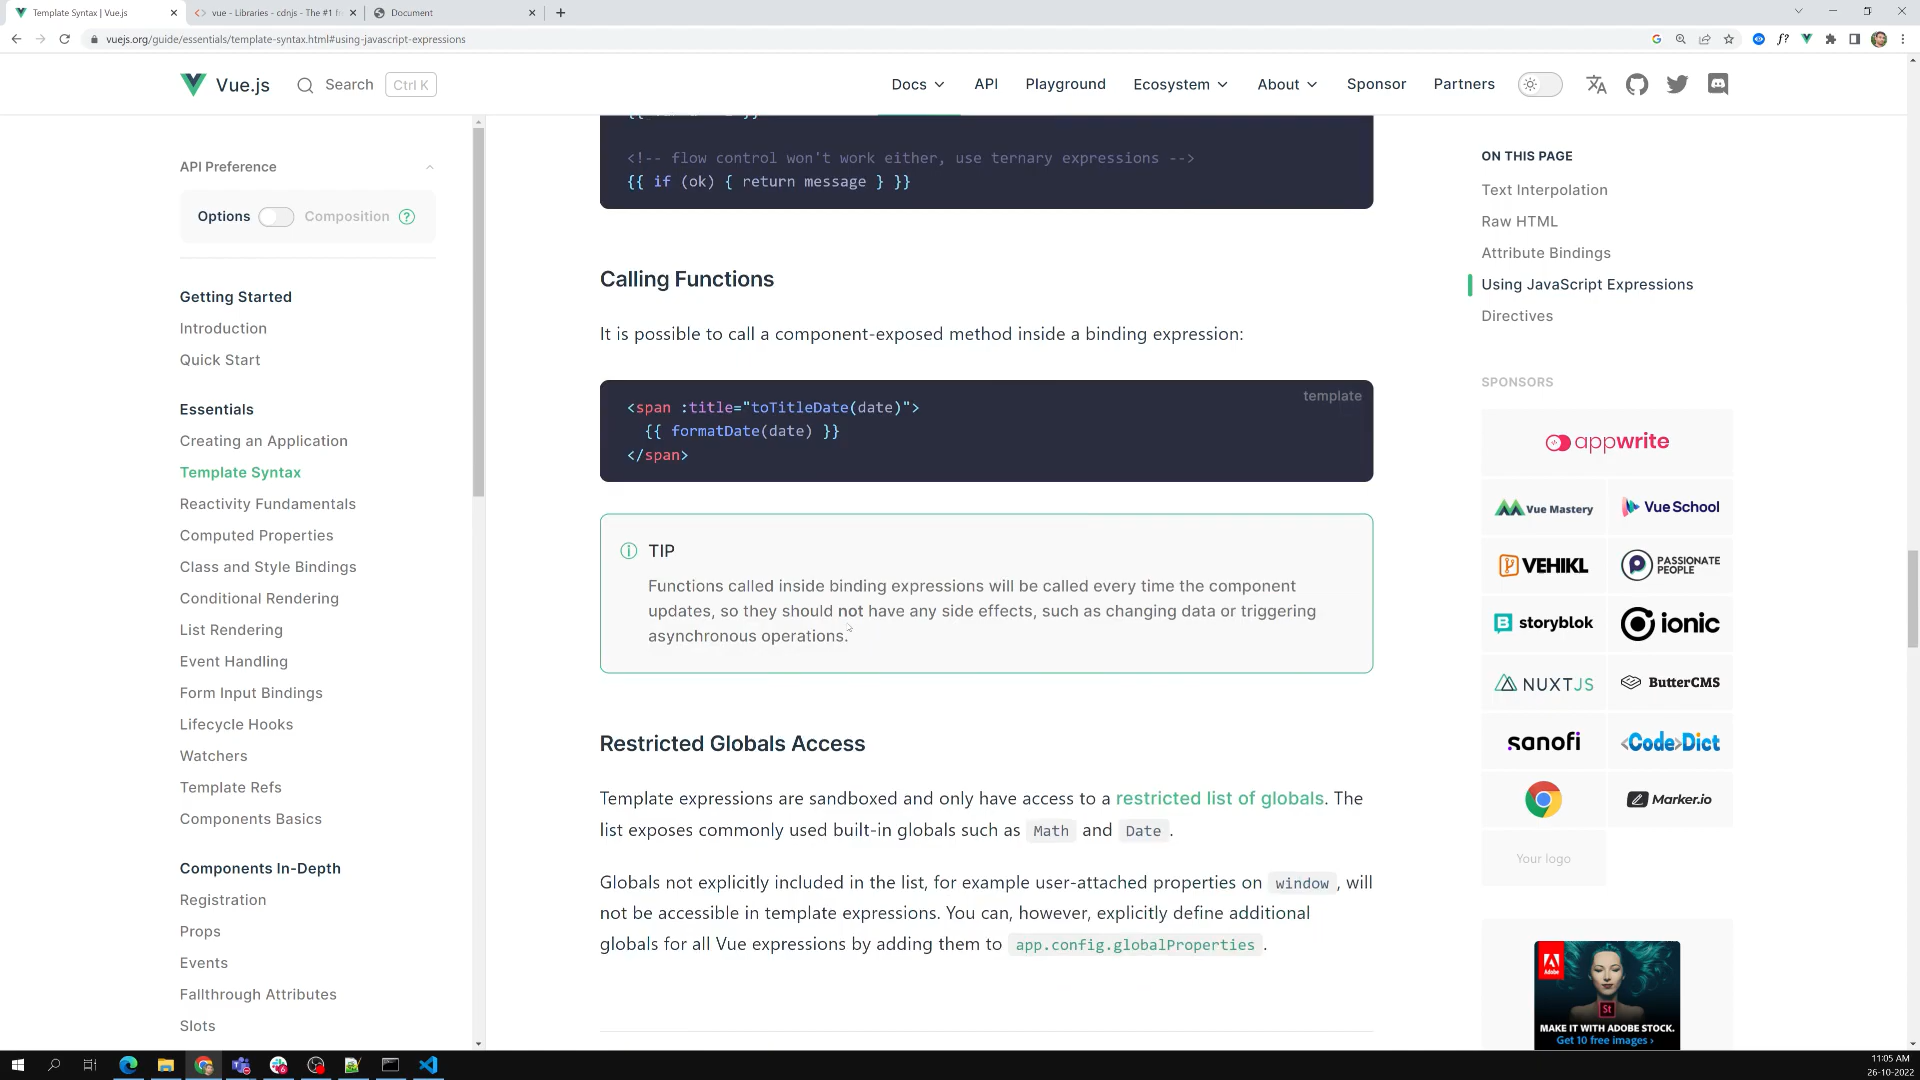 Template Syntax | Vue.js
vue - Libraries - cdnjs - The #1 fr
Document
vuejs.org/guide/essentials/template-syntax.html#using-javascript-expressions
Vue.js
Search
Ctrl K
Docs
API
Playground
Ecosystem
About
Sponsor
Partners
API Preference
Options
Composition
Getting Started
Introduction
Quick Start
Essentials
Creating an Application
Template Syntax
Reactivity Fundamentals
Computed Properties
Class and Style Bindings
Conditional Rendering
List Rendering
Event Handling
Form Input Bindings
Lifecycle Hooks
Watchers
Template Refs
Components Basics
Components In-Depth
Registration
Props
Events
Fallthrough Attributes
Slots
<!-- flow control won't work either, use ternary expressions -->
{{ if (ok) { return message } }}
Calling Functions
It is possible to call a component-exposed method inside a binding expression:
template
<span :title="toTitleDate(date)">
{{ formatDate(date) }}
</span>
TIP
Functions called inside binding expressions will be called every time the component
updates, so they should not have any side effects, such as changing data or triggering
asynchronous operations.
Restricted Globals Access
Template expressions are sandboxed and only have access to a restricted list of globals. The
list exposes commonly used built-in globals such as Math and Date .
Globals not explicitly included in the list, for example user-attached properties on window , will
not be accessible in template expressions. You can, however, explicitly define additional
globals for all Vue expressions by adding them to app.config.globalProperties .
ON THIS PAGE
Text Interpolation
Raw HTML
Attribute Bindings
Using JavaScript Expressions
Directives
SPONSORS
appwrite
Vue Mastery
Vue School
VEHIKL
PASSIONATE
PEOPLE
storyblok
ionic
NUXTJS
ButterCMS
sanofi
<Code>Dict
Marker.io
Your logo
Adobe
St
MAKE IT WITH ADOBE STOCK.
Get 10 free images ›
11:05 AM
26-10-2022